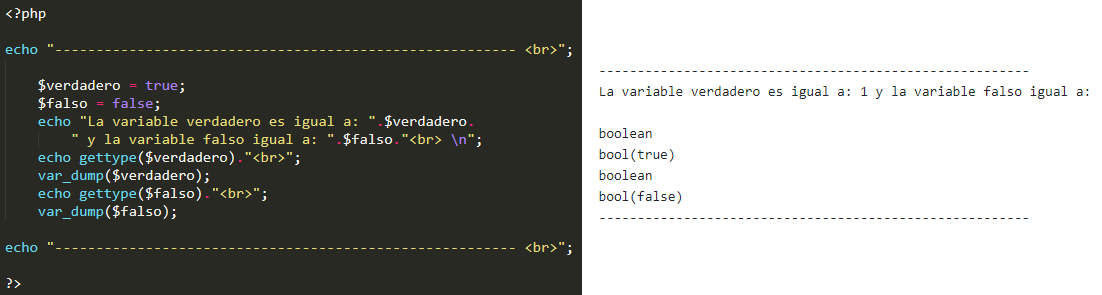 <?php
echo "-------------------------------------------------------- <br>";
$verdadero = true;
$falso = false;
echo "La variable verdadero es igual a: ".$verdadero.
" y la variable falso igual a: ".$falso."<br> \n";
echo gettype($verdadero)."<br>";
var_dump($verdadero);
echo gettype($falso)."<br>";
var_dump($falso);
echo "-------------------------------------------------------- <br>";
?>
--------------------------------------------------------
La variable verdadero es igual a: 1 y la variable falso igual a:
boolean
bool(true)
boolean
bool(false)
--------------------------------------------------------